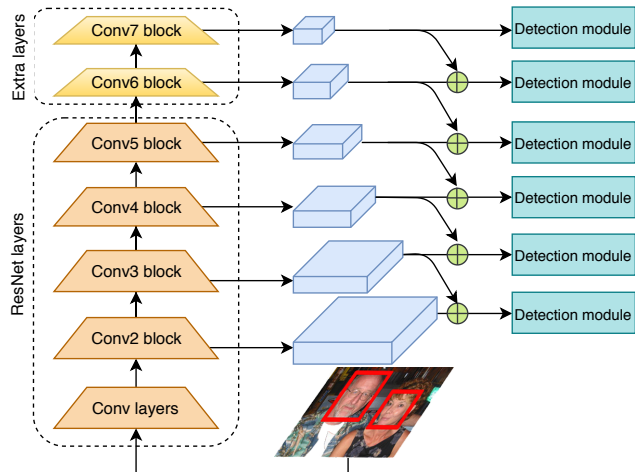 Extra layers
Conv7 block
Detection module
Conv6 block
Detection module
ResNet layers
Conv5 block
Detection module
Conv4 block
Detection module
Conv3 block
Detection module
Conv2 block
Detection module
Conv layers